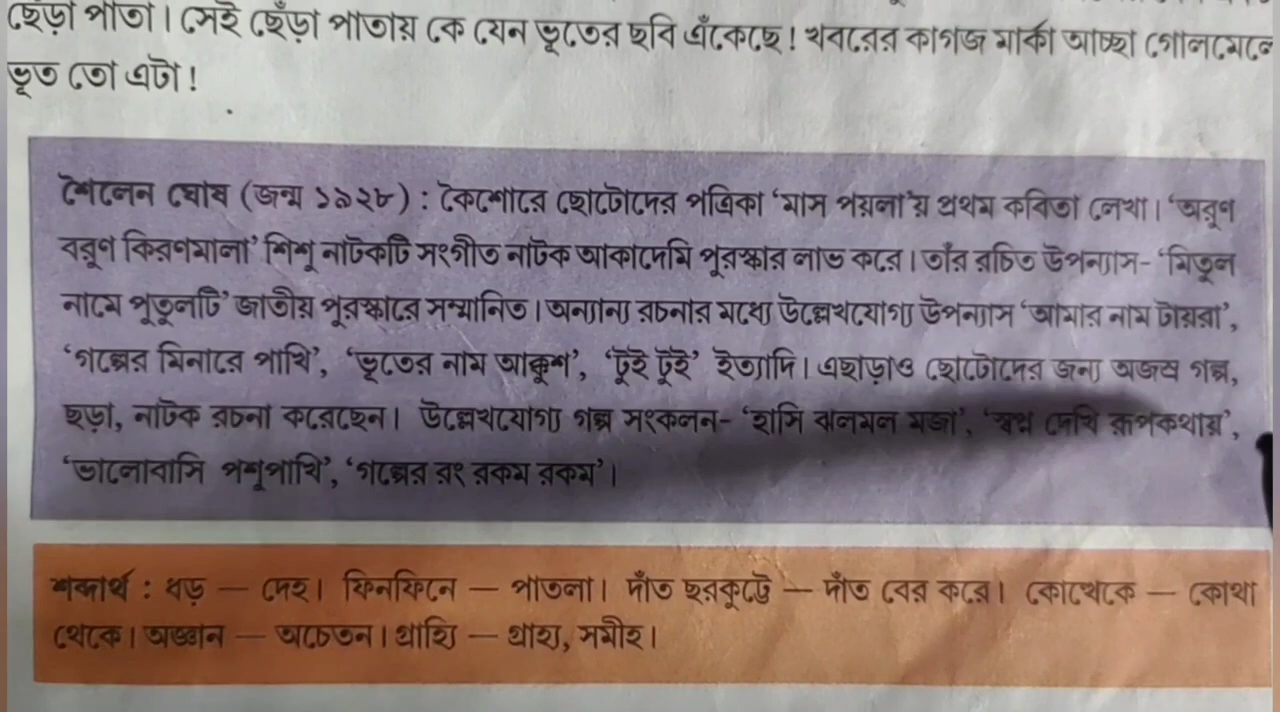 ছেঁড়া পাতা। সেই ছেঁড়া পাতায় কে যেন ভূতের ছবি এঁকেছে! খবরের কাগজ মার্কা আচ্ছা গোলমেলে
ভূত তো এটা!
শৈলেন ঘোষ (জন্ম ১৯২৮) : কৈশোরে ছোটোদের পত্রিকা ‘মাস পয়লা’য় প্রথম কবিতা লেখা। ‘অরুণ
বরুণ কিরণমালা’ শিশু নাটকটি সংগীত নাটক আকাদেমি পুরস্কার লাভ করে। তাঁর রচিত উপন্যাস- ‘মিতুল
নামে পুতুলটি’ জাতীয় পুরস্কারে সম্মানিত। অন্যান্য রচনার মধ্যে উল্লেখযোগ্য উপন্যাস ‘আমার নাম টায়রা’,
‘গল্পের মিনারে পাখি’, ‘ভূতের নাম আক্কুশ’, ‘টুই টুই’ ইত্যাদি। এছাড়াও ছোটোদের জন্য অজস্র গল্প,
ছড়া, নাটক রচনা করেছেন। উল্লেখযোগ্য গল্প সংকলন- ‘হাসি ঝলমল মজা’, ‘স্বপ্ন দেখি রূপকথায়’,
‘ভালোবাসি পশুপাখি’, ‘গল্পের রং রকম রকম’।
শব্দার্থ : ধড় — দেহ। ফিনফিনে — পাতলা। দাঁত ছরকুট্টে — দাঁত বের করে। কোত্থেকে — কোথা
থেকে। অজ্ঞান — অচেতন। গ্রাহ্যি — গ্রাহ্য, সমীহ।